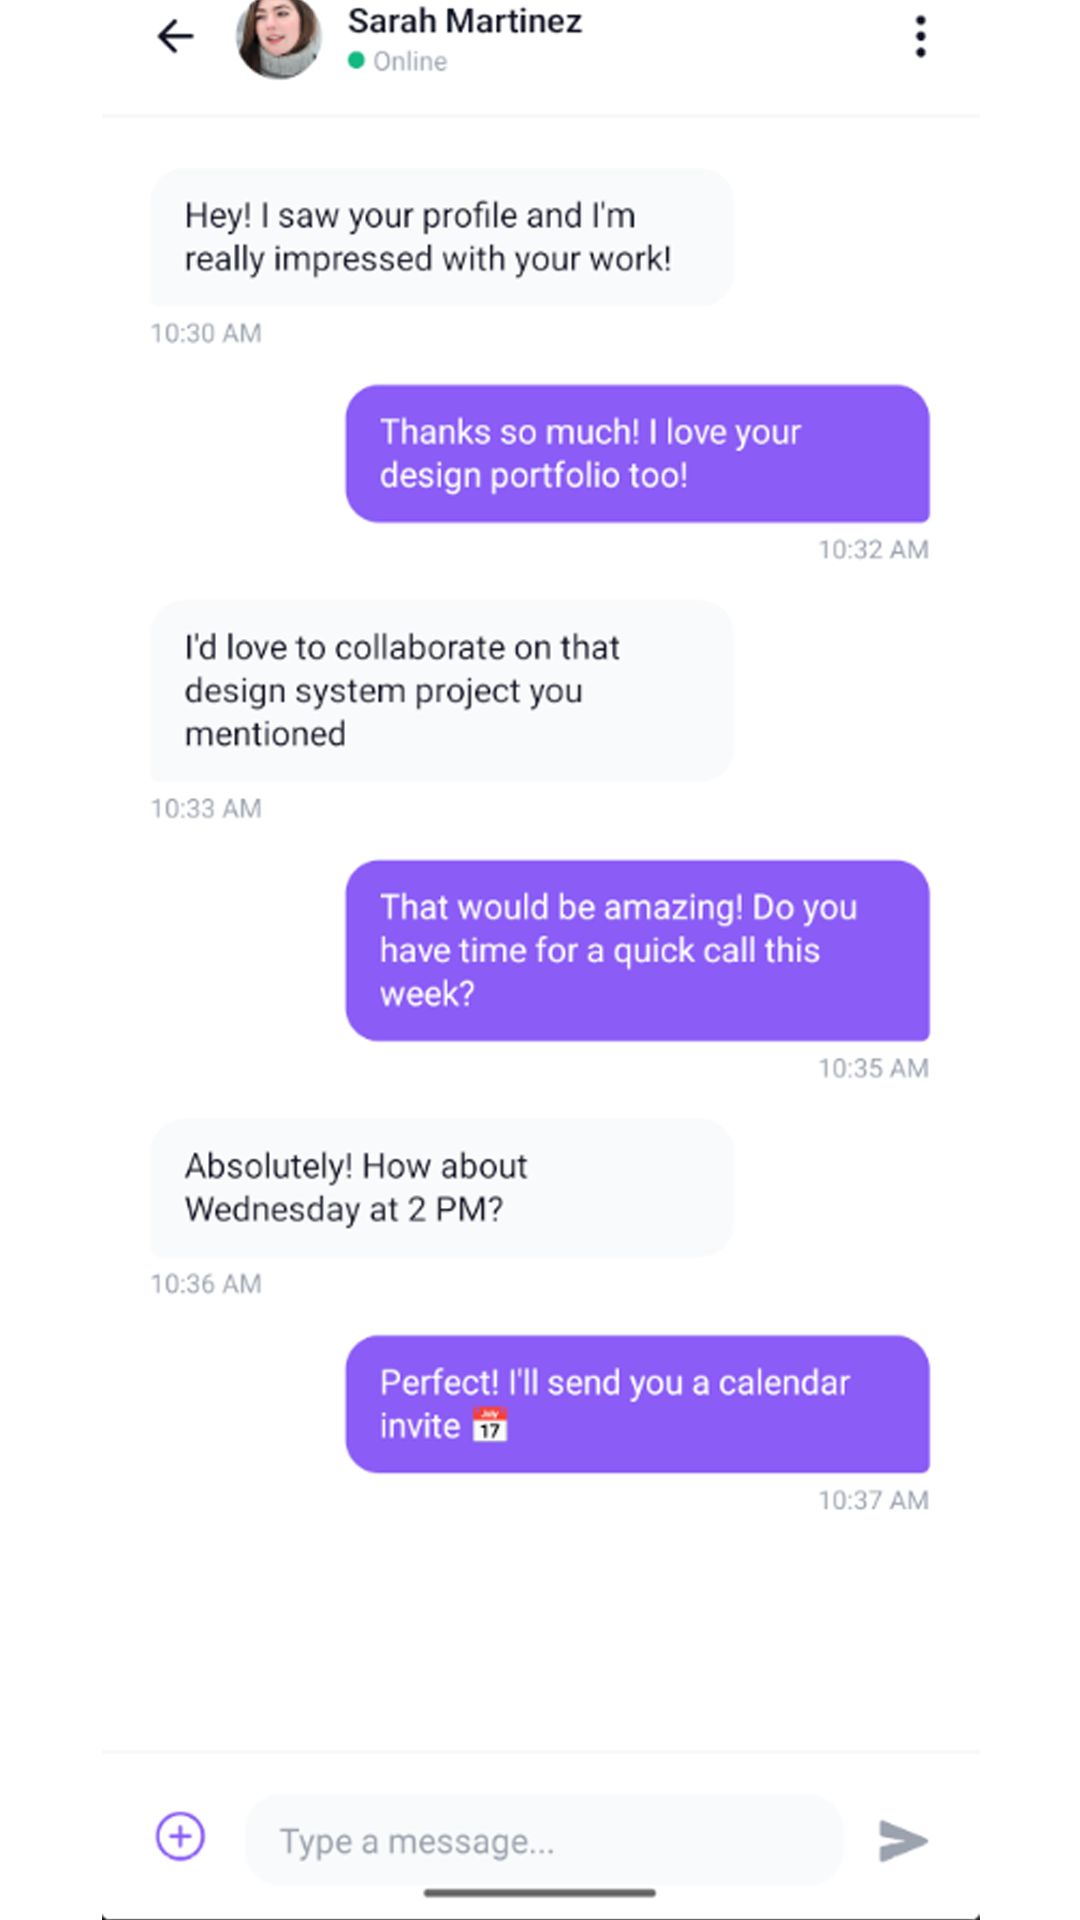 Sarah Martinez
Online
Hey! I saw your profile and I'm
really impressed with your work!
10:30 AM
Thanks so much! I love your
design portfolio too!
10:32 AM
I'd love to collaborate on that
design system project you
mentioned
10:33 AM
That would be amazing! Do you
have time for a quick call this
week?
10:35 AM
Absolutely! How about
Wednesday at 2 PM?
10:36 AM
Perfect! I'll send you a calendar
invite 📅
10:37 AM
Type a message...